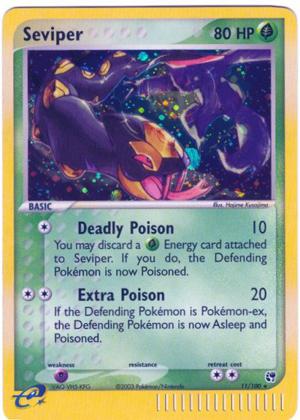 Seviper 80 HP
BASIC
Illus. Hajime Kusajima
Deadly Poison 10
You may discard a Energy card attached
to Seviper. If you do, the Defending
Pokémon is now Poisoned.
Extra Poison 20
If the Defending Pokémon is Pokémon-ex,
the Defending Pokémon is now Asleep and
Poisoned.
weakness resistance retreat cost
©2003 Pokémon/Nintendo
11/100
e